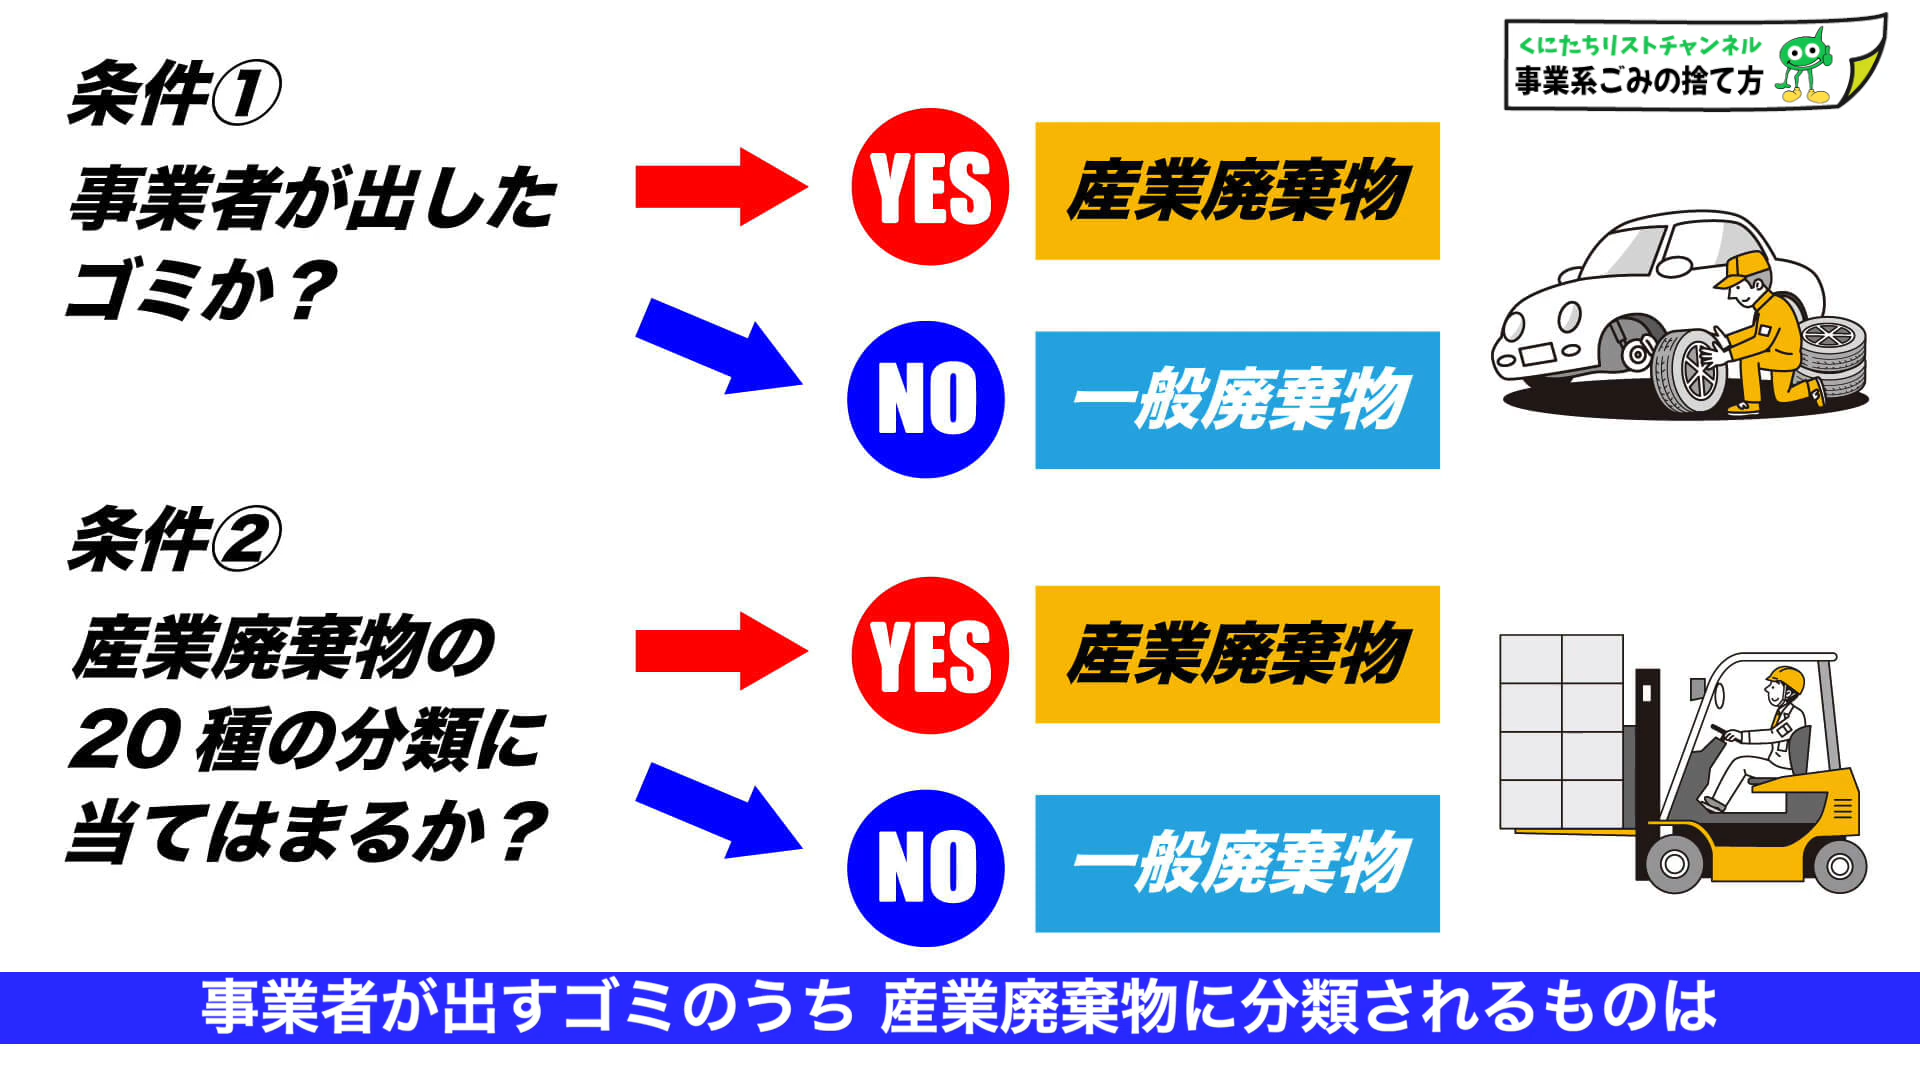 くにたちリストチャンネル
事業系ごみの捨て方
条件①
事業者が出した
ゴミか？
YES
産業廃棄物
NO
一般廃棄物
条件②
産業廃棄物の
20種の分類に
当てはまるか？
YES
産業廃棄物
NO
一般廃棄物
事業者が出すゴミのうち 産業廃棄物に分類されるものは